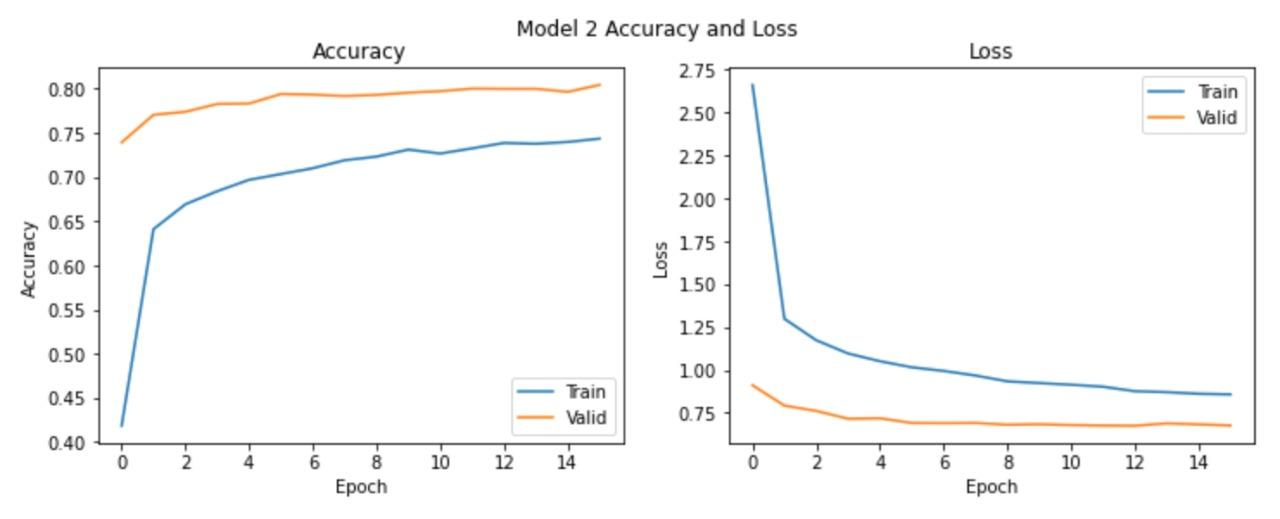 Model 2 Accuracy and Loss
Accuracy
0.80
0.75
0.70
0.65
0.60
0.55
0.50
0.45
0.40
Accuracy
0 2 4 6 8 10 12 14
Epoch
Train
Valid
Loss
2.75
2.50
2.25
2.00
1.75
1.50
1.25
1.00
0.75
Loss
0 2 4 6 8 10 12 14
Epoch
Train
Valid